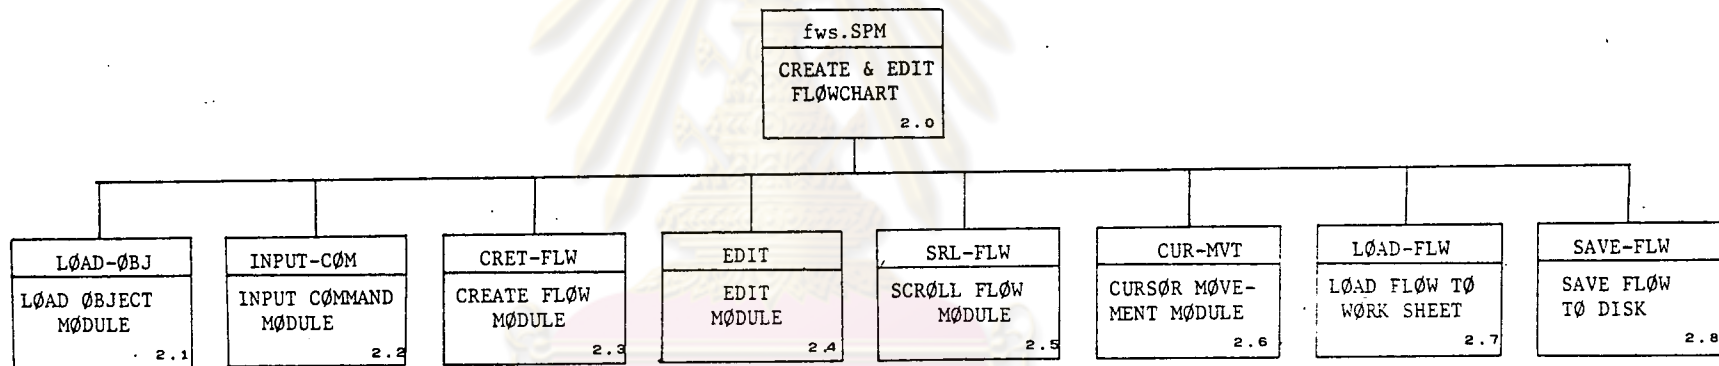 fws.SPM
CREATE & EDIT
FLØWCHART
2.0
LØAD-ØBJ
LØAD ØBJECT
MØDULE
2.1
INPUT-CØM
INPUT CØMMAND
MØDULE
2.2
CRET-FLW
CREATE FLØW
MØDULE
2.3
EDIT
EDIT
MØDULE
2.4
SRL-FLW
SCRØLL FLØW
MØDULE
2.5
CUR-MVT
CURSØR MØVE-
MENT MØDULE
2.6
LØAD-FLW
LØAD FLØW TØ
WØRK SHEET
2.7
SAVE-FLW
SAVE FLØW
TØ DISK
2.8